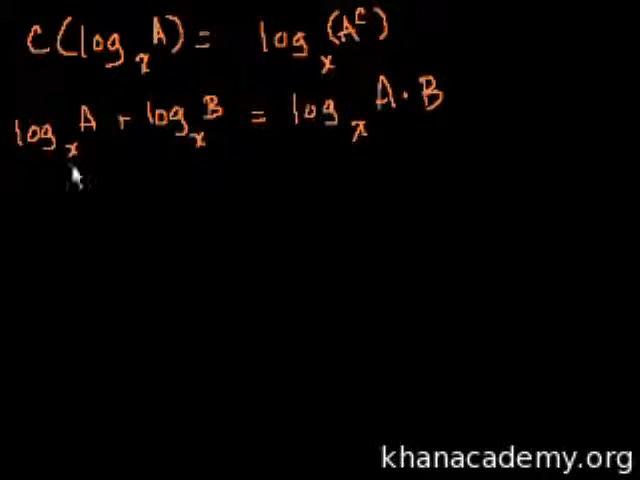 C(log_x A) = log_x (A^C)
log_x A + log_x B = log_x A · B
khanacademy.org